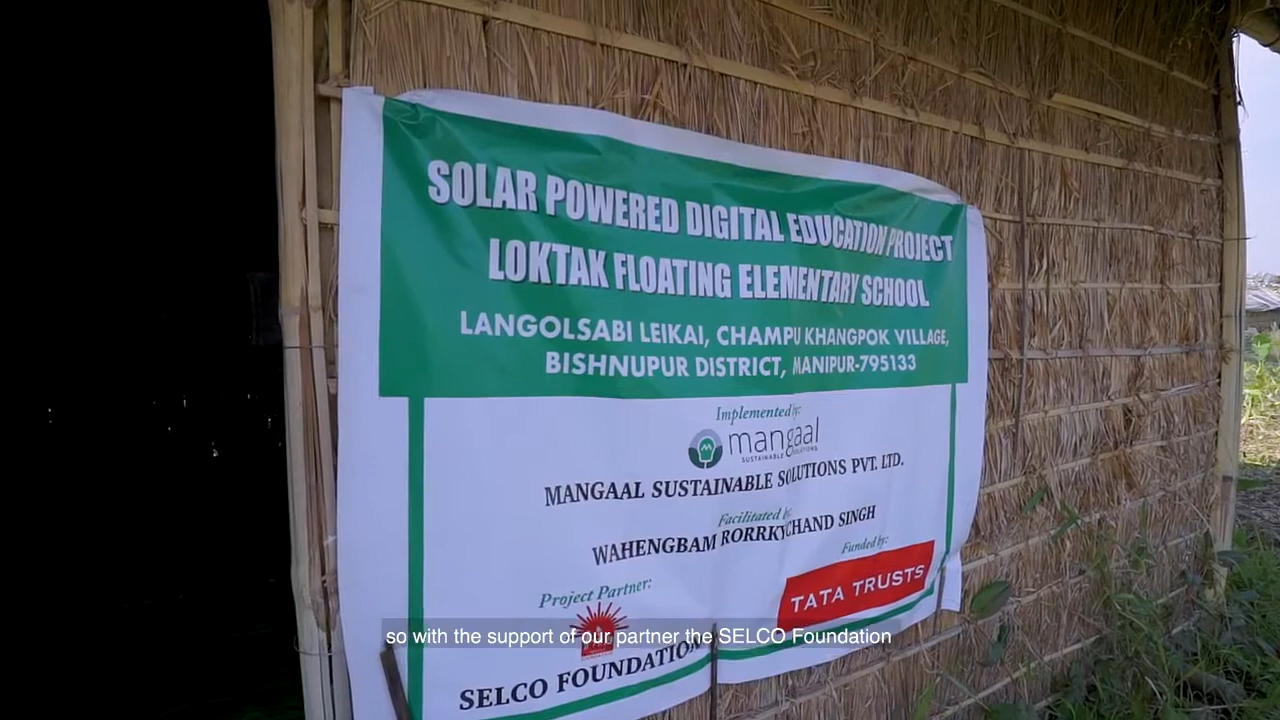 SOLAR POWERED DIGITAL EDUCATION PROJECT
LOKTAK FLOATING ELEMENTARY SCHOOL
LANGOLSABI LEIKAI, CHAMPU KHANGPOK VILLAGE,
BISHNUPUR DISTRICT, MANIPUR-795133
Implemented by:
mangaal
SUSTAINABLE SOLUTIONS
MANGAAL SUSTAINABLE SOLUTIONS PVT. LTD.
Facilitated by
WAHENGBAM RORRKYCHAND SINGH
Funded by:
TATA TRUSTS
Project Partner:
so with the support of our partner the SELCO Foundation
SELCO FOUNDATION